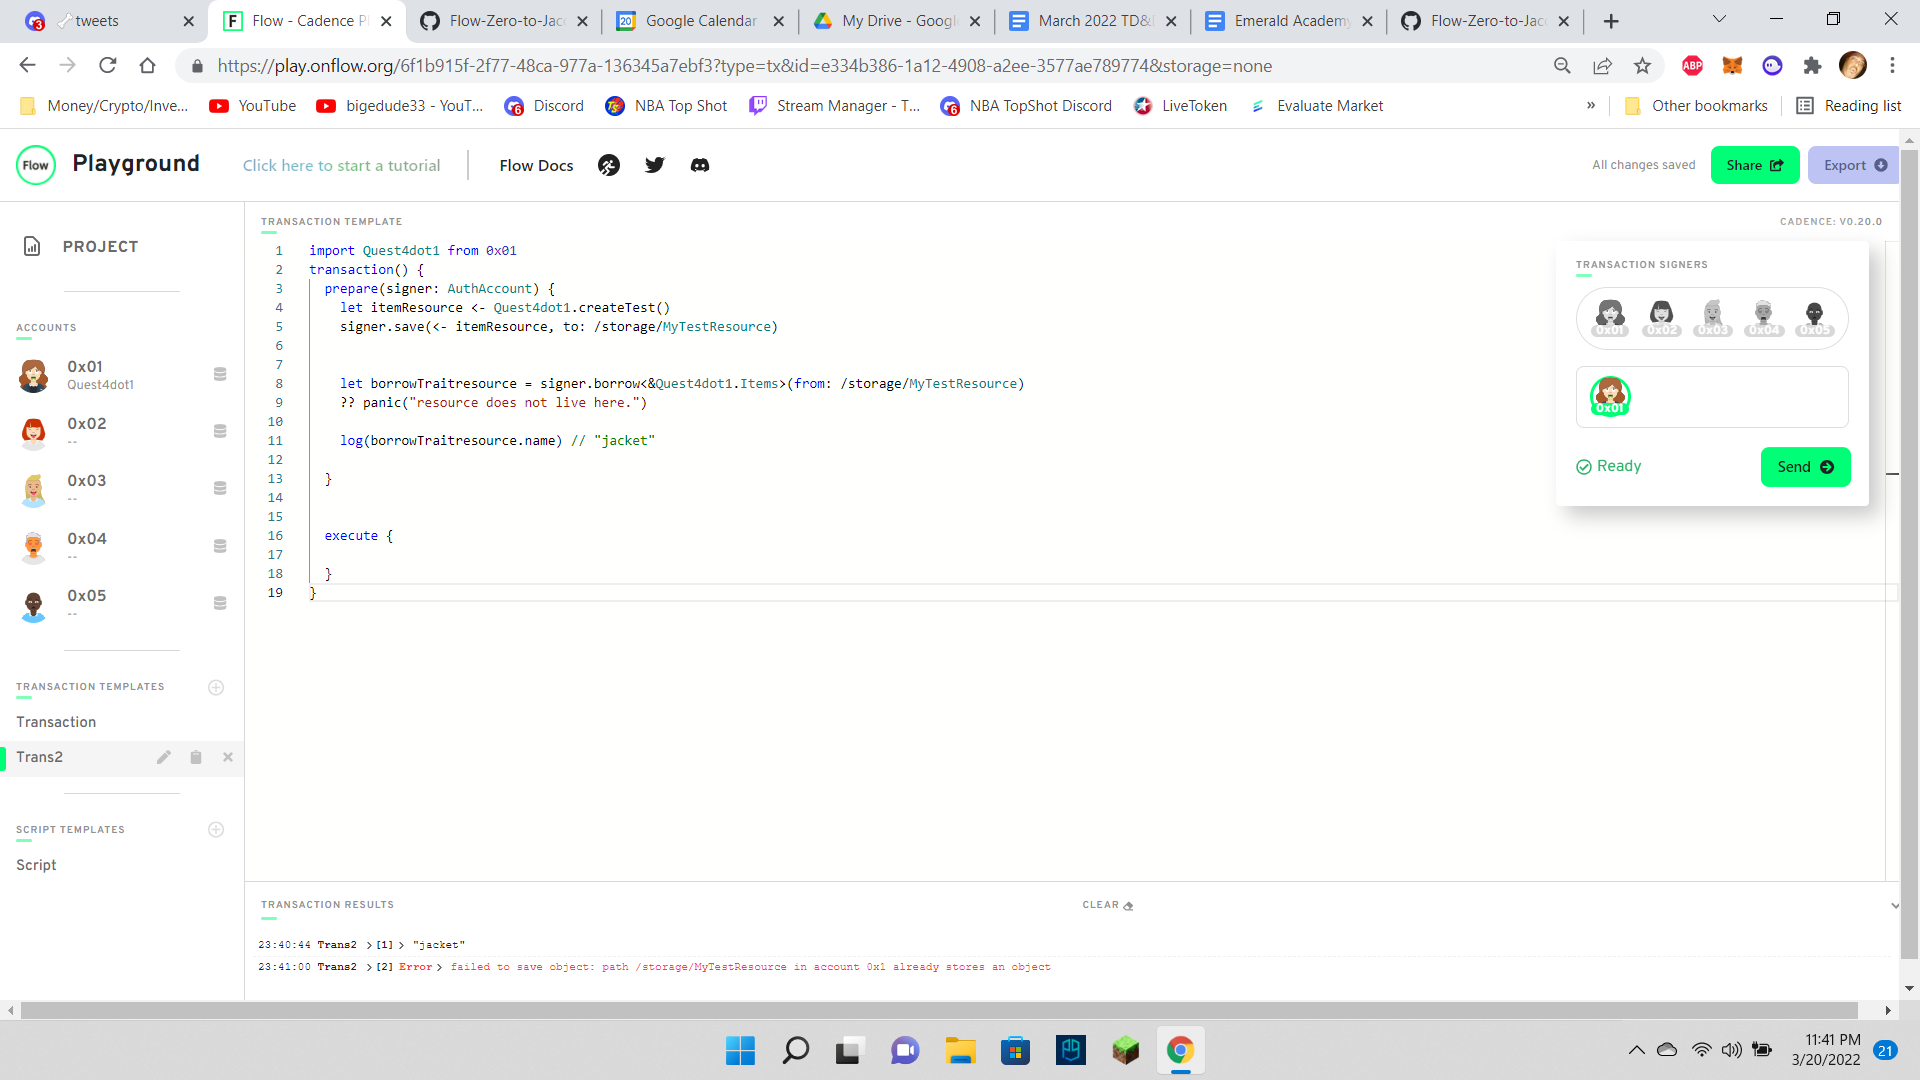 tweets
Flow - Cadence Pl
Flow-Zero-to-Jac
Google Calendar
My Drive - Google
March 2022 TD&
Emerald Academy
Flow-Zero-to-Jac
https://play.onflow.org/6f1b915f-2f77-48ca-977a-136345a7ebf3?type=tx&id=e334b386-1a12-4908-a2ee-3577ae789774&storage=none
Money/Crypto/Inve...
YouTube
bigedude33 - YouT...
Discord
NBA Top Shot
Stream Manager - T...
NBA TopShot Discord
LiveToken
Evaluate Market
»
Other bookmarks
Reading list
Flow
Playground
Click here to start a tutorial
Flow Docs
All changes saved
Share
Export
PROJECT
ACCOUNTS
0x01
Quest4dot1
0x02
--
0x03
--
0x04
--
0x05
--
TRANSACTION TEMPLATES
Transaction
Trans2
SCRIPT TEMPLATES
Script
TRANSACTION TEMPLATE
CADENCE: V0.20.0
1 import Quest4dot1 from 0x01
2 transaction() {
3 prepare(signer: AuthAccount) {
4 let itemResource <- Quest4dot1.createTest()
5 signer.save(<- itemResource, to: /storage/MyTestResource)
6
7
8 let borrowTraitresource = signer.borrow<&Quest4dot1.Items>(from: /storage/MyTestResource)
9 ?? panic("resource does not live here.")
10
11 log(borrowTraitresource.name) // "jacket"
12
13 }
14
15
16 execute {
17
18 }
19 }
TRANSACTION SIGNERS
0x01 0x02 0x03 0x04 0x05
0x01
Ready
Send
TRANSACTION RESULTS
CLEAR
23:40:44 Trans2 >[1]> "jacket"
23:41:00 Trans2 >[2] Error> failed to save object: path /storage/MyTestResource in account 0x1 already stores an object
11:41 PM
3/20/2022
21